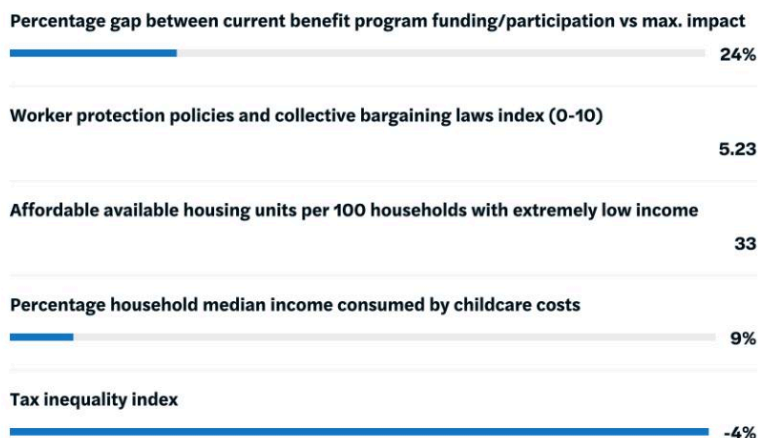 Percentage gap between current benefit program funding/participation vs max. impact
24%
Worker protection policies and collective bargaining laws index (0-10)
5.23
Affordable available housing units per 100 households with extremely low income
33
Percentage household median income consumed by childcare costs
9%
Tax inequality index
-4%